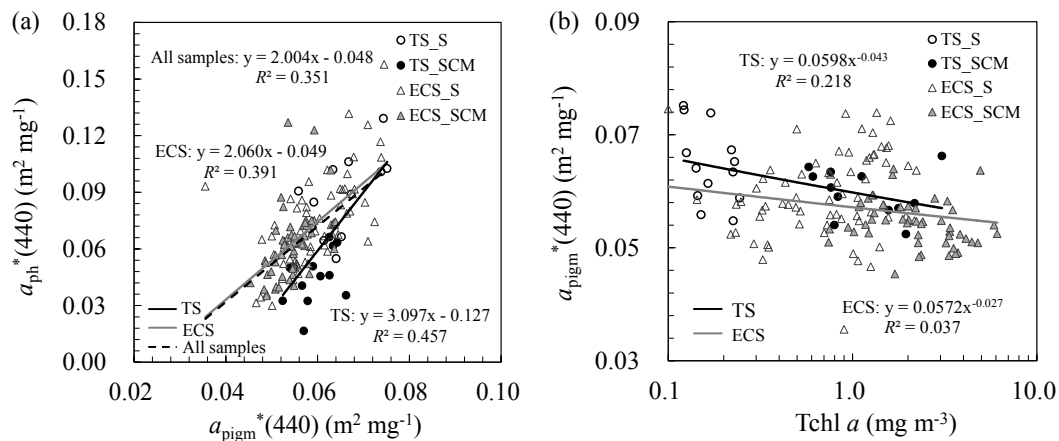 (a)
0.18
0.15
0.12
0.09
0.06
0.03
0.00
a_ph*(440) (m² mg⁻¹)
All samples: y = 2.004x - 0.048
R² = 0.351
ECS: y = 2.060x - 0.049
R² = 0.391
TS: y = 3.097x - 0.127
R² = 0.457
TS_S
TS_SCM
ECS_S
ECS_SCM
TS
ECS
All samples
0.02 0.04 0.06 0.08 0.10
a_pigm*(440) (m² mg⁻¹)
(b)
0.09
0.07
0.05
0.03
a_pigm*(440) (m² mg⁻¹)
TS: y = 0.0598x⁻⁰·⁰⁴³
R² = 0.218
TS_S
TS_SCM
ECS_S
ECS_SCM
TS
ECS
ECS: y = 0.0572x⁻⁰·⁰²⁷
R² = 0.037
0.1 1.0 10.0
Tchl a (mg m⁻³)